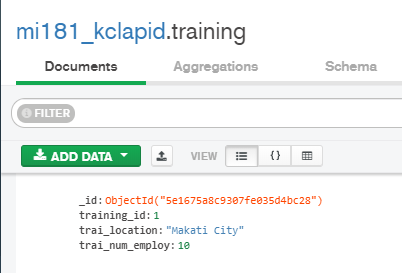 mi181_kclapid.training
Documents Aggregations Schema
FILTER
ADD DATA VIEW { }
_id: ObjectId("5e1675a8c9307fe035d4bc28")
training_id: 1
trai_location: "Makati City"
trai_num_employ: 10